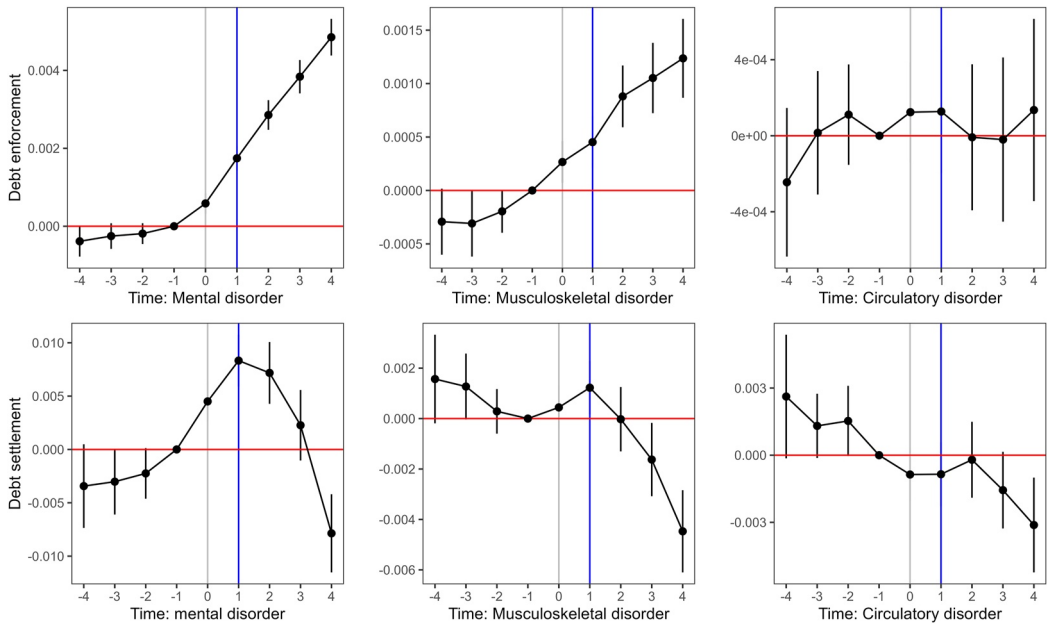 Debt enforcement
0.004
0.002
0.000
-4 -3 -2 -1 0 1 2 3 4
Time: Mental disorder
0.0015
0.0010
0.0005
0.0000
-0.0005
-4 -3 -2 -1 0 1 2 3 4
Time: Musculoskeletal disorder
4e-04
0e+00
-4e-04
-4 -3 -2 -1 0 1 2 3 4
Time: Circulatory disorder
Debt settlement
0.010
0.005
0.000
-0.005
-0.010
-4 -3 -2 -1 0 1 2 3 4
Time: mental disorder
0.002
0.000
-0.002
-0.004
-0.006
-4 -3 -2 -1 0 1 2 3 4
Time: Musculoskeletal disorder
0.003
0.000
-0.003
-4 -3 -2 -1 0 1 2 3 4
Time: Circulatory disorder